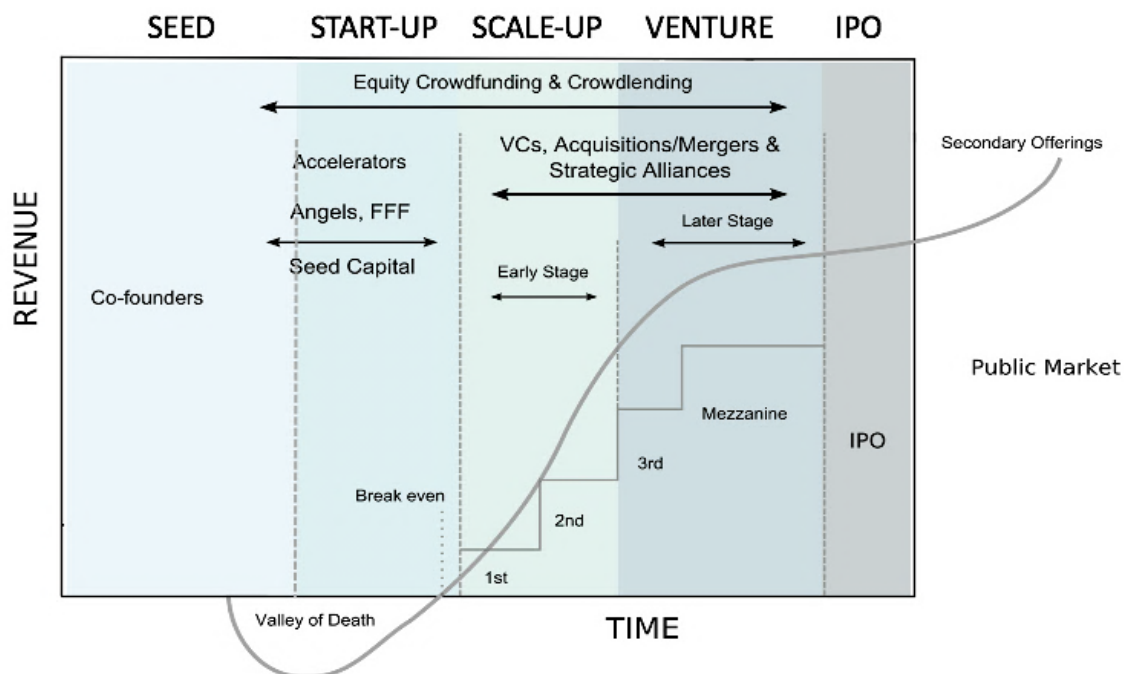 SEED START-UP SCALE-UP VENTURE IPO
Equity Crowdfunding & Crowdlending
Accelerators
VCs, Acquisitions/Mergers &
Strategic Alliances
Secondary Offerings
Angels, FFF
Later Stage
Seed Capital
Early Stage
Co-founders
REVENUE
Public Market
Mezzanine
IPO
3rd
Break even
2nd
1st
Valley of Death
TIME